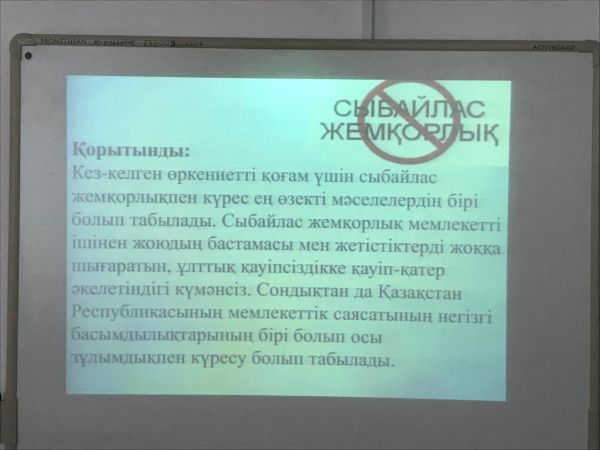 PROMETHEAN
ACTIVBOARD
СЫБАЙЛАС
ЖЕМҚОРЛЫҚ
Қорытынды:
Кез-келген өркениетті қоғам үшін сыбайлас
жемқорлықпен күрес ең өзекті мәселелердің бірі
болып табылады. Сыбайлас жемқорлық мемлекетті
ішінен жоюдың бастамасы мен жетістіктерді жоққа
шығаратын, ұлттық қауіпсіздікке қауіп-қатер
әкелетіндігі күмәнсіз. Сондықтан да Қазақстан
Республикасының мемлекеттік саясатының негізгі
басымдылықтарының бірі болып осы
зұлымдықпен күресу болып табылады.